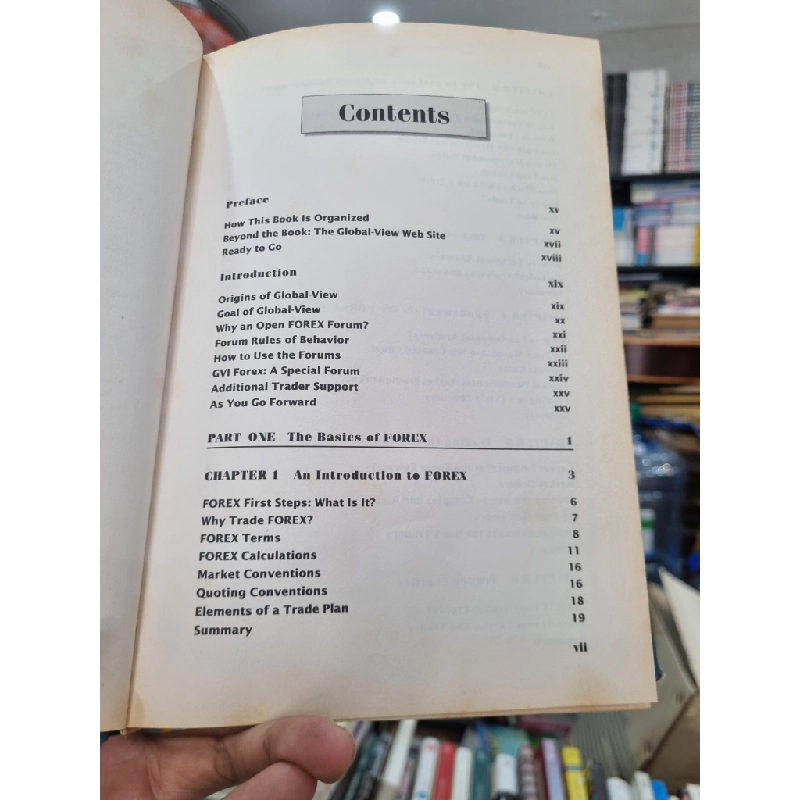 Contents
Preface xv
How This Book Is Organized xv
Beyond the Book: The Global-View Web Site xvii
Ready to Go xviii
Introduction xix
Origins of Global-View xix
Goal of Global-View xx
Why an Open FOREX Forum? xxi
Forum Rules of Behavior xxii
How to Use the Forums xxiii
GVI Forex: A Special Forum xxiv
Additional Trader Support xxv
As You Go Forward xxv
PART ONE The Basics of FOREX 1
CHAPTER 1 An Introduction to FOREX 3
FOREX First Steps: What Is It? 6
Why Trade FOREX? 7
FOREX Terms 8
FOREX Calculations 11
Market Conventions 16
Quoting Conventions 16
Elements of a Trade Plan 18
Summary 19
vii